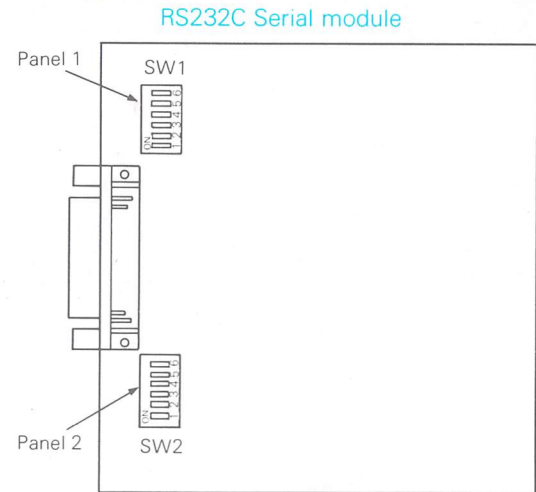 RS232C Serial module
Panel 1
SW1
ON 1 2 3 4 5 6
ON 1 2 3 4 5 6
Panel 2
SW2